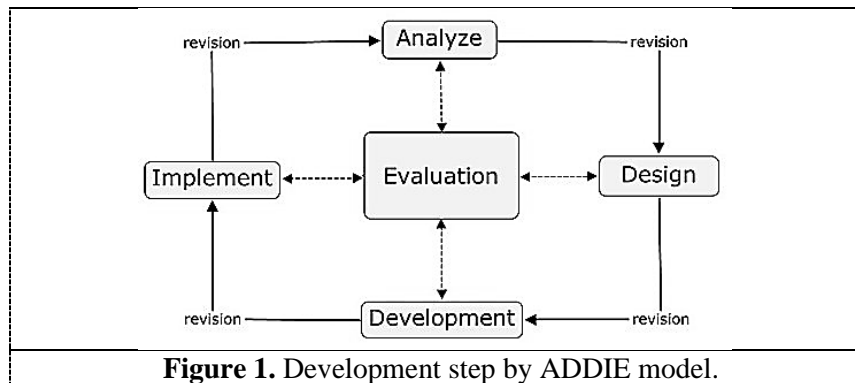 Analyze
revision
revision
Implement
Evaluation
Design
revision
Development
revision
Figure 1. Development step by ADDIE model.